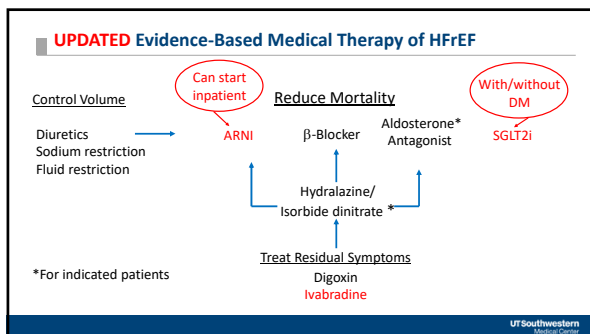 UPDATED Evidence-Based Medical Therapy of HFrEF
Can start
inpatient
With/without
DM
Control Volume
Reduce Mortality
Diuretics
Sodium restriction
Fluid restriction
ARNI
β-Blocker
Aldosterone*
Antagonist
SGLT2i
Hydralazine/
Isorbide dinitrate *
Treat Residual Symptoms
Digoxin
Ivabradine
*For indicated patients
UTSouthwestern
Medical Center